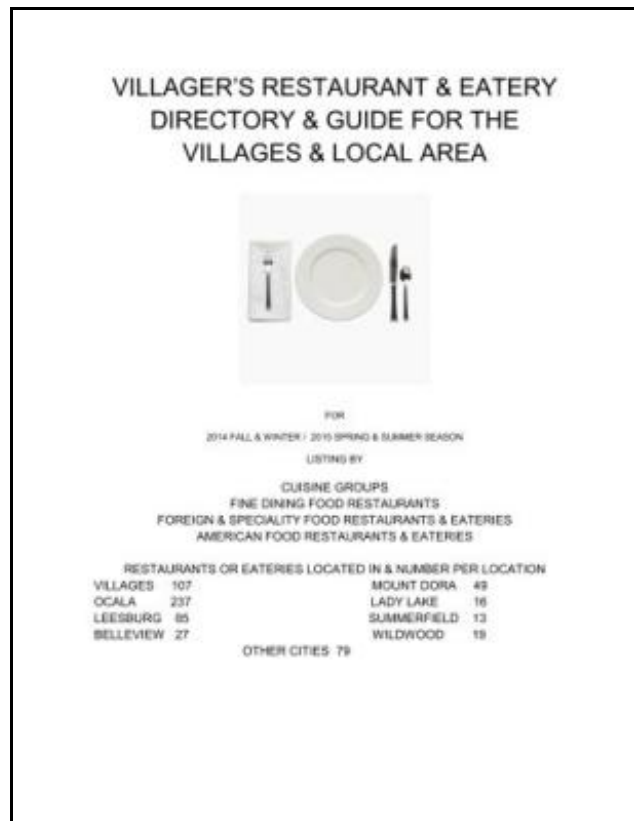 VILLAGER'S RESTAURANT & EATERY
DIRECTORY & GUIDE FOR THE
VILLAGES & LOCAL AREA
FOR
2014 FALL & WINTER / 2015 SPRING & SUMMER SEASON
LISTING BY
CUISINE GROUPS
FINE DINING FOOD RESTAURANTS
FOREIGN & SPECIALITY FOOD RESTAURANTS & EATERIES
AMERICAN FOOD RESTAURANTS & EATERIES
RESTAURANTS OR EATERIES LOCATED IN & NUMBER PER LOCATION
VILLAGES 107 MOUNT DORA 49
OCALA 237 LADY LAKE 16
LEESBURG 85 SUMMERFIELD 13
BELLEVIEW 27 WILDWOOD 19
OTHER CITIES 79